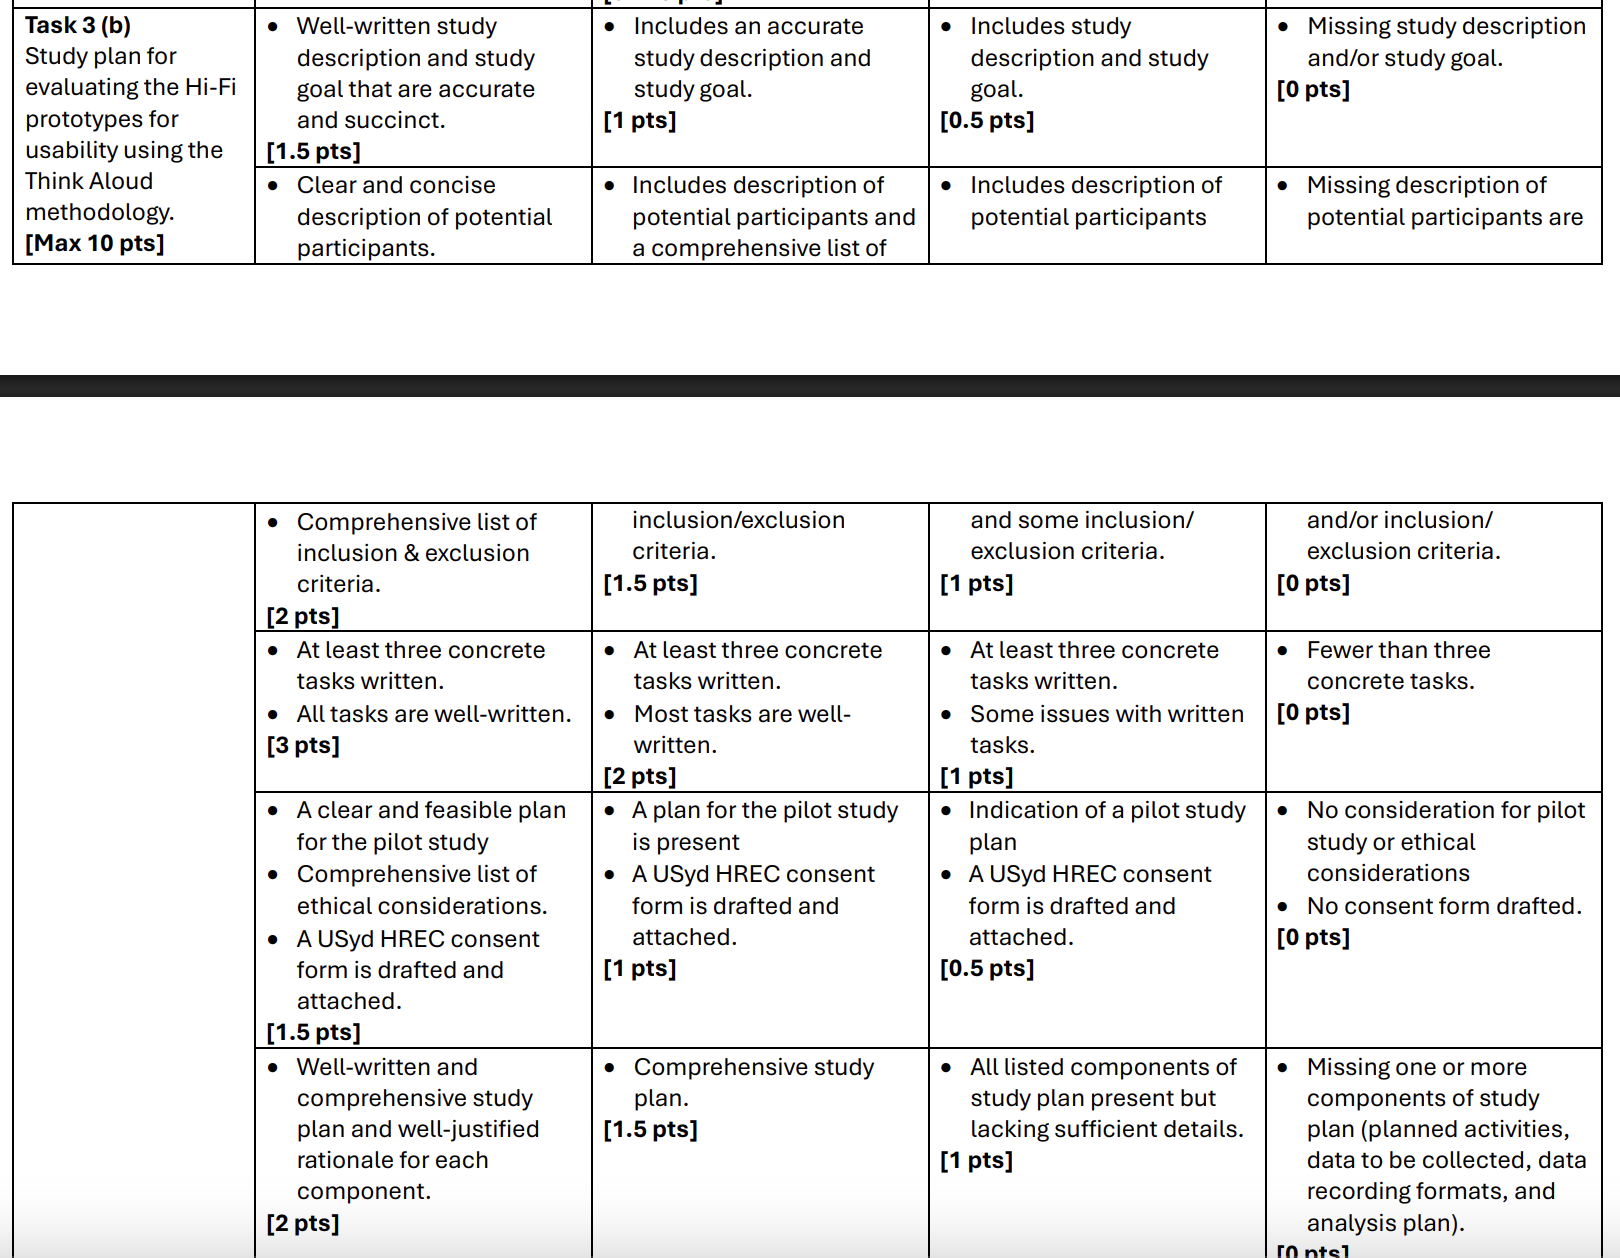 Task 3 (b)
Study plan for
evaluating the Hi-Fi
prototypes for
usability using the
Think Aloud
methodology.
[Max 10 pts]
• Well-written study
description and study
goal that are accurate
and succinct.
[1.5 pts]
• Includes an accurate
study description and
study goal.
[1 pts]
• Includes study
description and study
goal.
[0.5 pts]
• Missing study description
and/or study goal.
[0 pts]
• Clear and concise
description of potential
participants.
• Includes description of
potential participants and
a comprehensive list of
• Includes description of
potential participants
• Missing description of
potential participants are
• Comprehensive list of
inclusion & exclusion
criteria.
[2 pts]
inclusion/exclusion
criteria.
[1.5 pts]
and some inclusion/
exclusion criteria.
[1 pts]
and/or inclusion/
exclusion criteria.
[0 pts]
• At least three concrete
tasks written.
• All tasks are well-written.
[3 pts]
• At least three concrete
tasks written.
• Most tasks are well-
written.
[2 pts]
• At least three concrete
tasks written.
• Some issues with written
tasks.
[1 pts]
• Fewer than three
concrete tasks.
[0 pts]
• A clear and feasible plan
for the pilot study
• Comprehensive list of
ethical considerations.
• A USyd HREC consent
form is drafted and
attached.
[1.5 pts]
• A plan for the pilot study
is present
• A USyd HREC consent
form is drafted and
attached.
[1 pts]
• Indication of a pilot study
plan
• A USyd HREC consent
form is drafted and
attached.
[0.5 pts]
• No consideration for pilot
study or ethical
considerations
• No consent form drafted.
[0 pts]
• Well-written and
comprehensive study
plan and well-justified
rationale for each
component.
[2 pts]
• Comprehensive study
plan.
[1.5 pts]
• All listed components of
study plan present but
lacking sufficient details.
[1 pts]
• Missing one or more
components of study
plan (planned activities,
data to be collected, data
recording formats, and
analysis plan).
[0 pts]